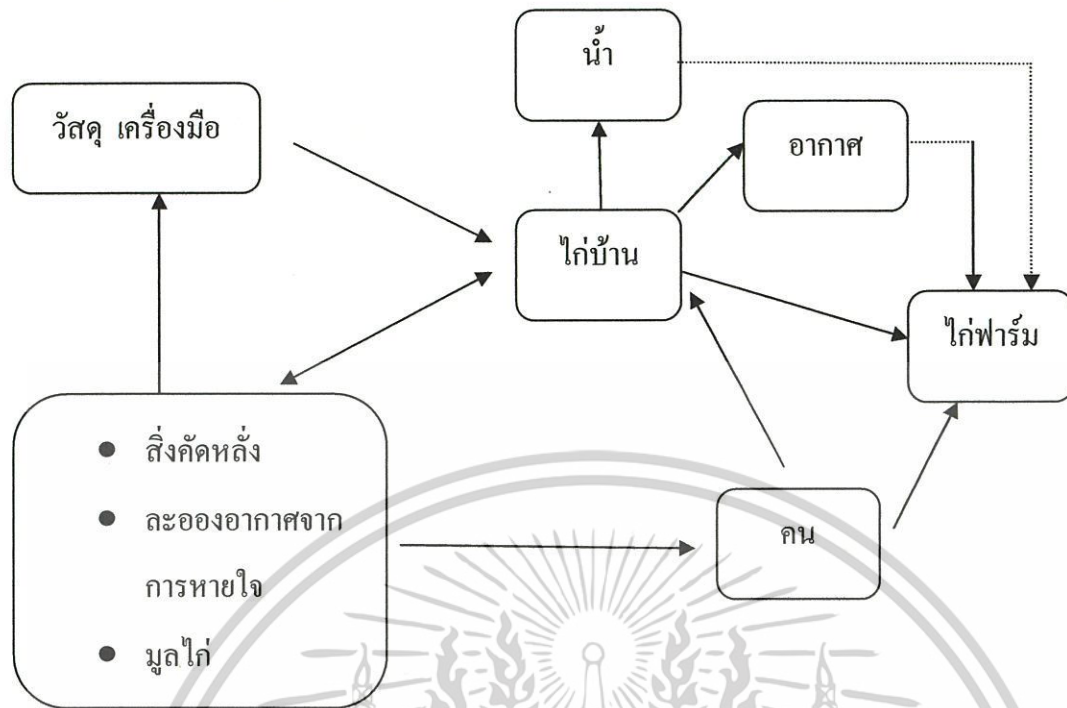 น้ำ
วัสดุ เครื่องมือ
อากาศ
ไก่บ้าน
ไก่ฟาร์ม
● สิ่งคัดหลั่ง
● ละอองอากาศจาก
การหายใจ
● มูลไก่
คน